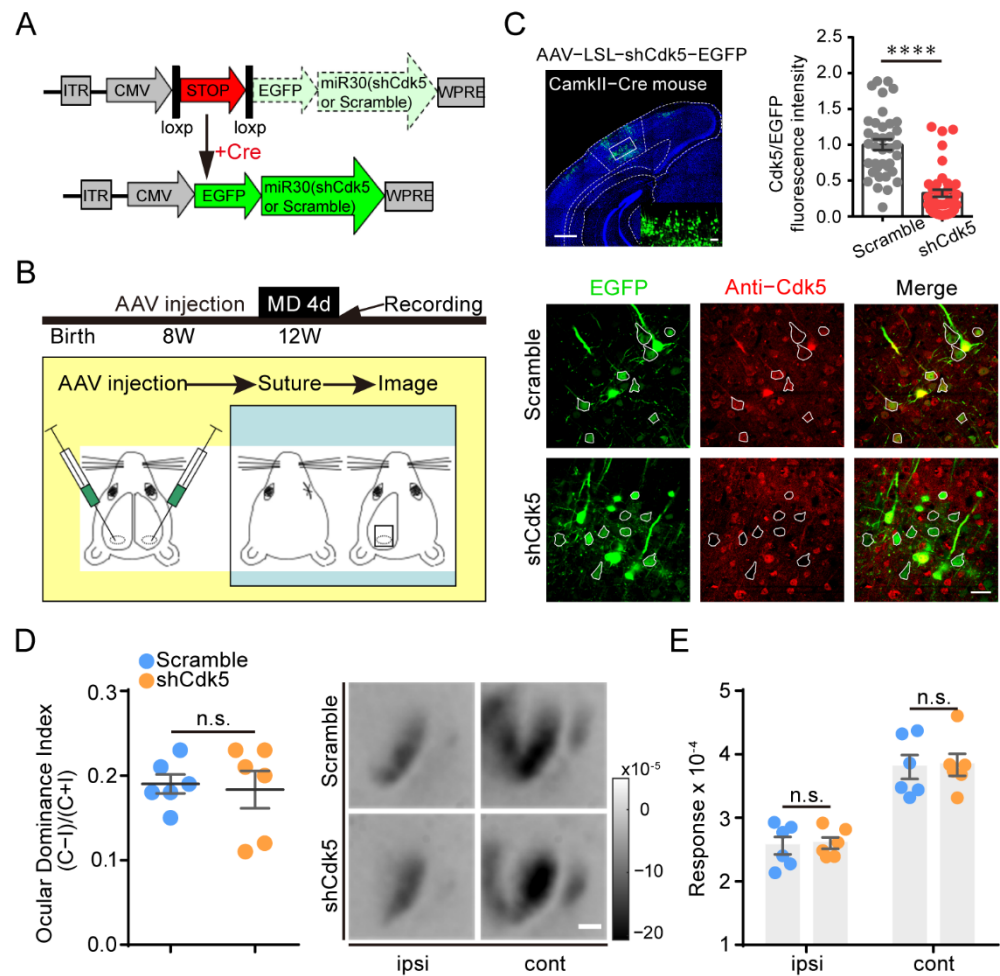 A
ITR
CMV
STOP
EGFP
miR30(shCdk5
or Scramble)
WPRE
loxp
loxp
+Cre
ITR
CMV
EGFP
miR30(shCdk5
or Scramble)
WPRE
B
AAV injection
MD 4d
Recording
Birth
8W
12W
AAV injection
Suture
Image
C
AAV−LSL−shCdk5−EGFP
CamkII−Cre mouse
Cdk5/EGFP
fluorescence intensity
2.5
2.0
1.5
1.0
0.5
0.0
****
Scramble
shCdk5
EGFP
Anti−Cdk5
Merge
Scramble
shCdk5
D
Scramble
shCdk5
Ocular Dominance Index
(C−I)/(C+I)
0.3
0.2
0.1
0.0
n.s.
Scramble
shCdk5
ipsi
cont
x10⁻⁵
0
−10
−20
E
Response x 10⁻⁴
5
4
3
2
1
n.s.
n.s.
ipsi
cont